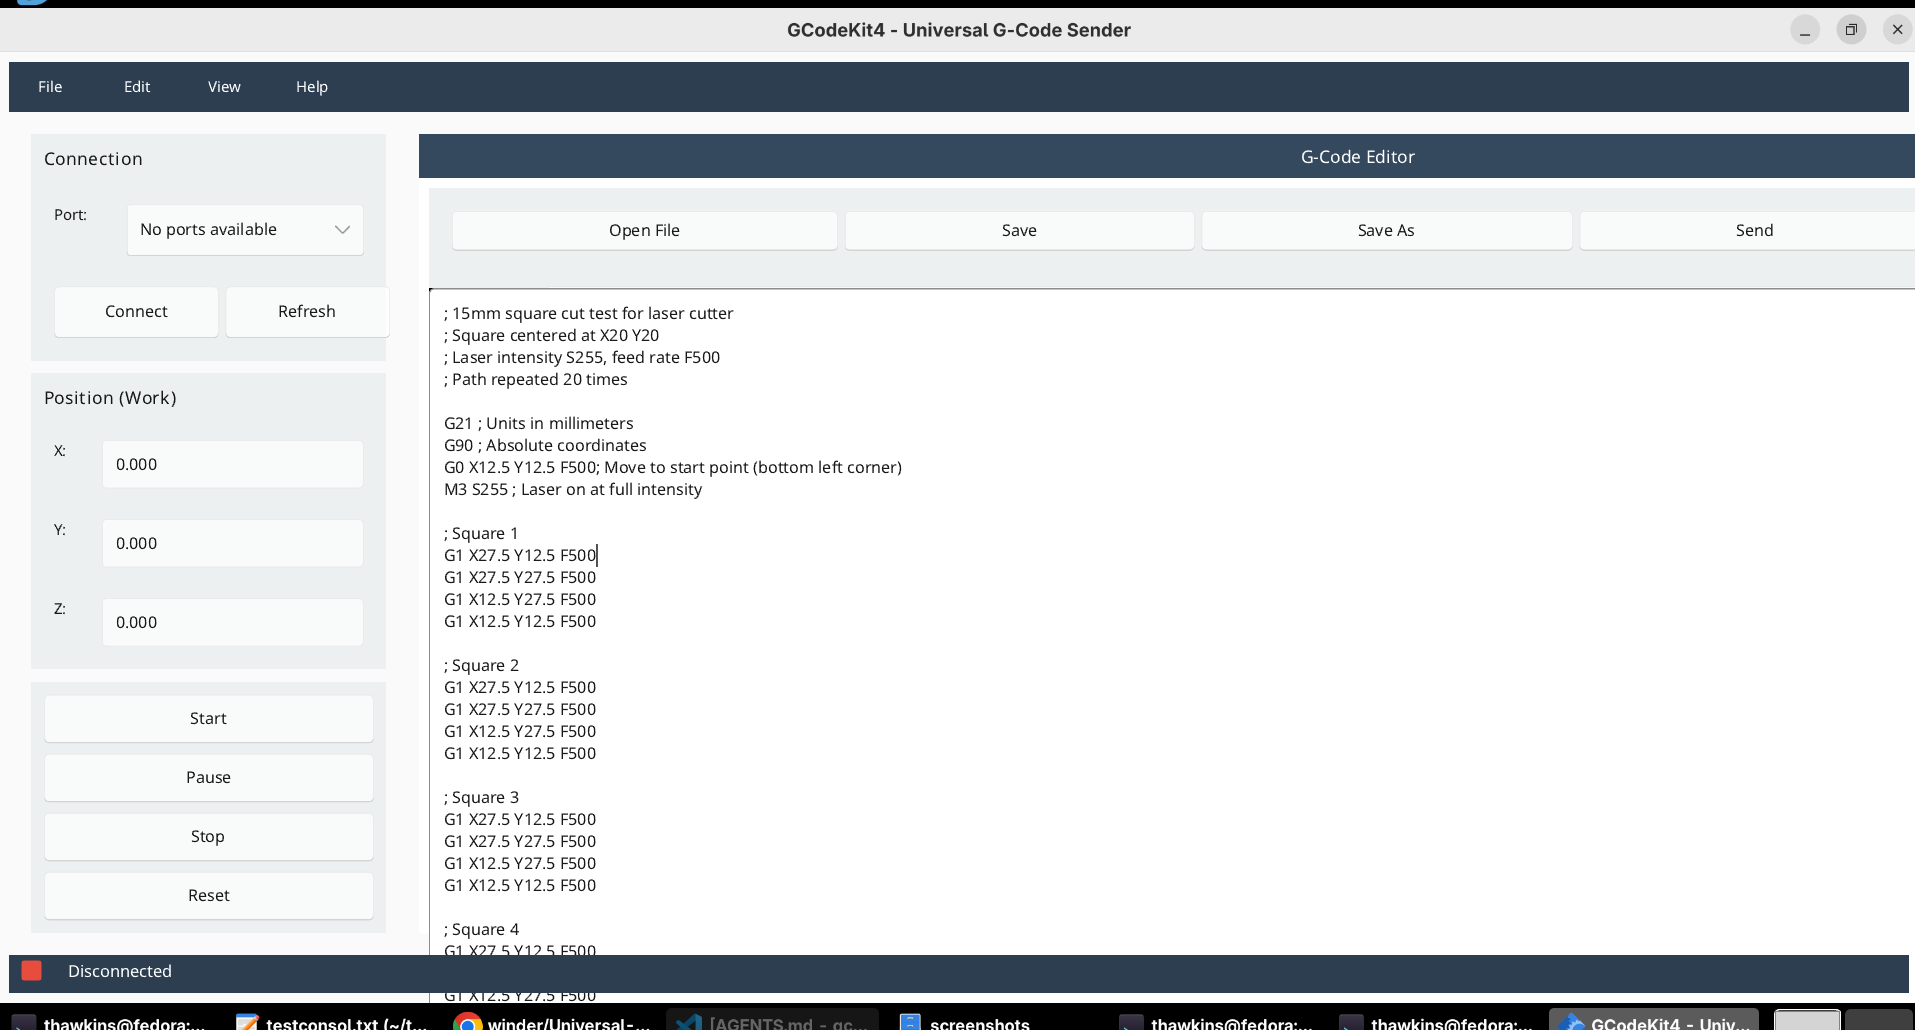 GCodeKit4 - Universal G-Code Sender
File Edit View Help
Connection
Port:
No ports available
Connect Refresh
Position (Work)
X:
0.000
Y:
0.000
Z:
0.000
Start
Pause
Stop
Reset
G-Code Editor
Open File Save Save As Send
; 15mm square cut test for laser cutter
; Square centered at X20 Y20
; Laser intensity S255, feed rate F500
; Path repeated 20 times
G21 ; Units in millimeters
G90 ; Absolute coordinates
G0 X12.5 Y12.5 F500; Move to start point (bottom left corner)
M3 S255 ; Laser on at full intensity
; Square 1
G1 X27.5 Y12.5 F500
G1 X27.5 Y27.5 F500
G1 X12.5 Y27.5 F500
G1 X12.5 Y12.5 F500
; Square 2
G1 X27.5 Y12.5 F500
G1 X27.5 Y27.5 F500
G1 X12.5 Y27.5 F500
G1 X12.5 Y12.5 F500
; Square 3
G1 X27.5 Y12.5 F500
G1 X27.5 Y27.5 F500
G1 X12.5 Y27.5 F500
G1 X12.5 Y12.5 F500
; Square 4
G1 X27.5 Y12.5 F500
G1 X12.5 Y27.5 F500
Disconnected
thawkins@fedora:... testconsol.txt (~/t... winder/Universal-... [AGENTS.md - gc... screenshots thawkins@fedora:... thawkins@fedora:... GCodeKit4 - Univ...